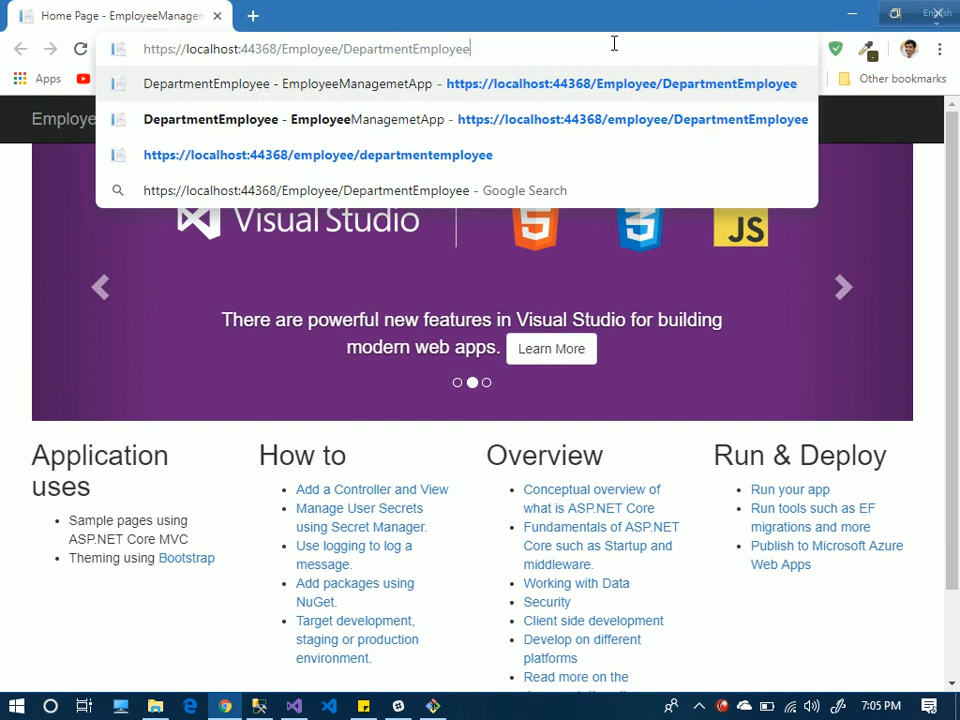 Home Page - EmployeeManagem
English
https://localhost:44368/Employee/DepartmentEmployee
DepartmentEmployee - EmployeeManagemetApp - https://localhost:44368/Employee/DepartmentEmployee
DepartmentEmployee - EmployeeManagemetApp - https://localhost:44368/employee/DepartmentEmployee
https://localhost:44368/employee/departmentemployee
https://localhost:44368/Employee/DepartmentEmployee - Google Search
Apps
Other bookmarks
Employe
Visual Studio
5
3
JS
There are powerful new features in Visual Studio for building
modern web apps. Learn More
Application
uses
Sample pages using
ASP.NET Core MVC
Theming using Bootstrap
How to
Add a Controller and View
Manage User Secrets
using Secret Manager.
Use logging to log a
message.
Add packages using
NuGet.
Target development,
staging or production
environment.
Overview
Conceptual overview of
what is ASP.NET Core
Fundamentals of ASP.NET
Core such as Startup and
middleware.
Working with Data
Security
Client side development
Develop on different
platforms
Read more on the
Run & Deploy
Run your app
Run tools such as EF
migrations and more
Publish to Microsoft Azure
Web Apps
7:05 PM